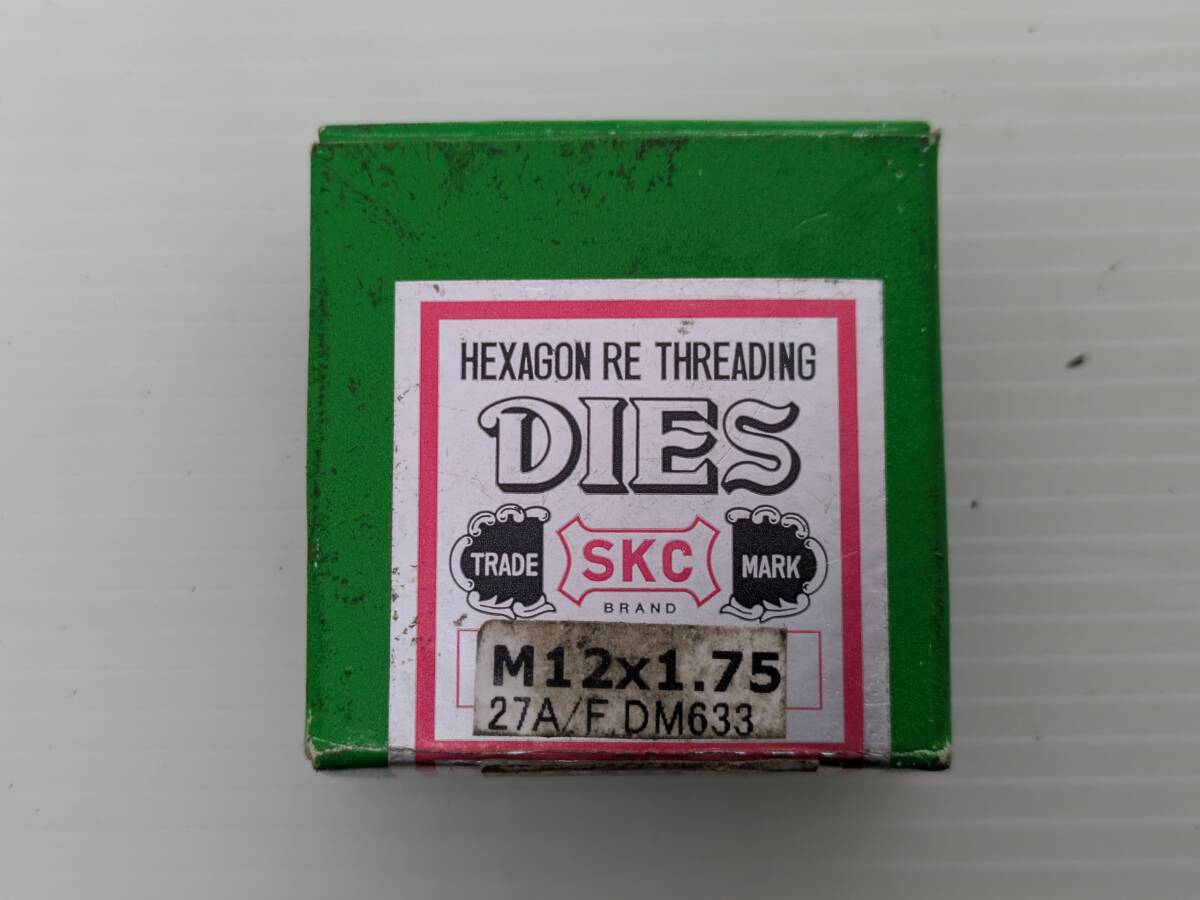 HEXAGON RE THREADING
DIES
TRADE SKC MARK
BRAND
M12x1.75
27A/F DM633